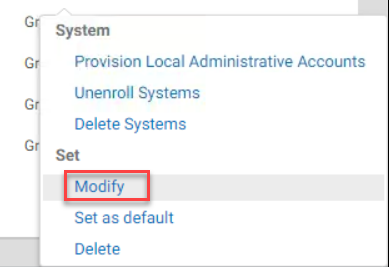 Gr
System
Gr
Provision Local Administrative Accounts
Gr
Unenroll Systems
Delete Systems
Gr
Set
Modify
Set as default
Delete